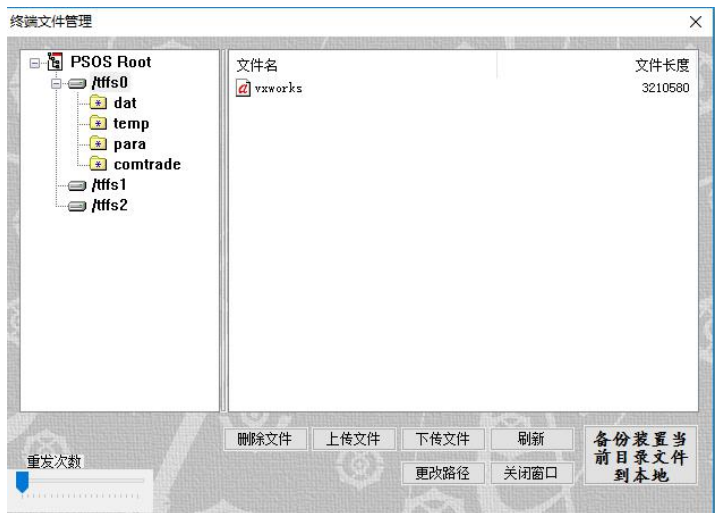 终端文件管理
PSOS Root
/tffs0
dat
temp
para
comtrade
/tffs1
/tffs2
文件名 文件长度
vxworks 3210580
删除文件 上传文件 下传文件 刷新
更改路径 关闭窗口
备份装置当
前目录文件
到本地
重发次数